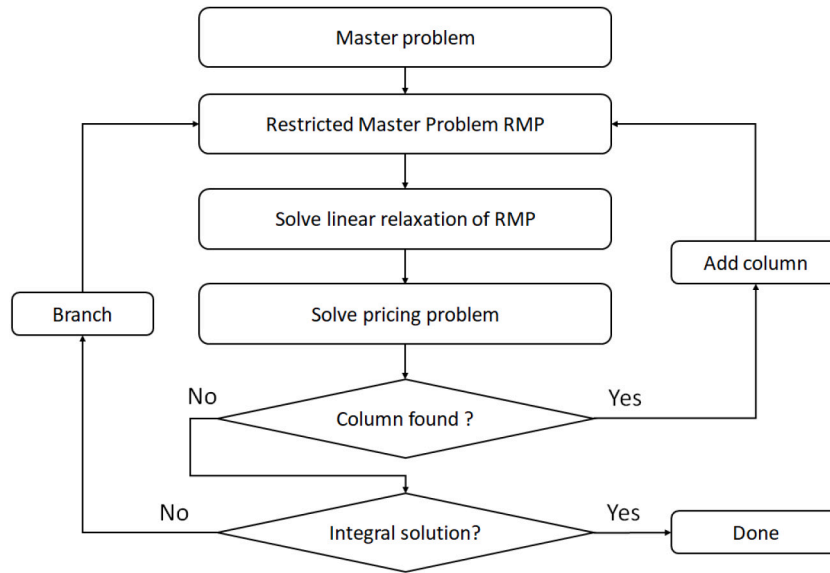 Master problem
Restricted Master Problem RMP
Solve linear relaxation of RMP
Add column
Branch
Solve pricing problem
No
Yes
Column found ?
No
Yes
Integral solution?
Done